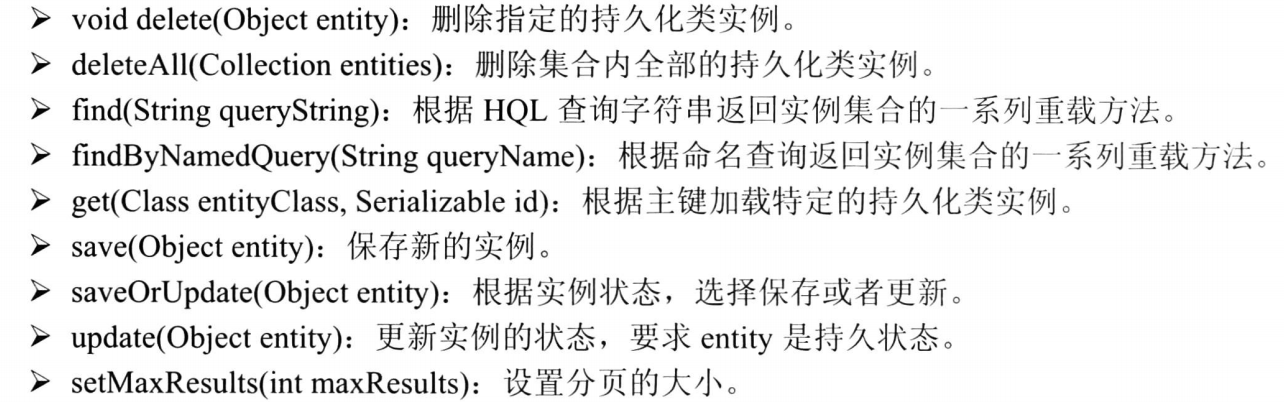 ➤ void delete(Object entity)：删除指定的持久化类实例。
➤ deleteAll(Collection entities)：删除集合内全部的持久化类实例。
➤ find(String queryString)：根据 HQL 查询字符串返回实例集合的一系列重载方法。
➤ findByNamedQuery(String queryName)：根据命名查询返回实例集合的一系列重载方法。
➤ get(Class entityClass, Serializable id)：根据主键加载特定的持久化类实例。
➤ save(Object entity)：保存新的实例。
➤ saveOrUpdate(Object entity)：根据实例状态，选择保存或者更新。
➤ update(Object entity)：更新实例的状态，要求 entity 是持久状态。
➤ setMaxResults(int maxResults)：设置分页的大小。